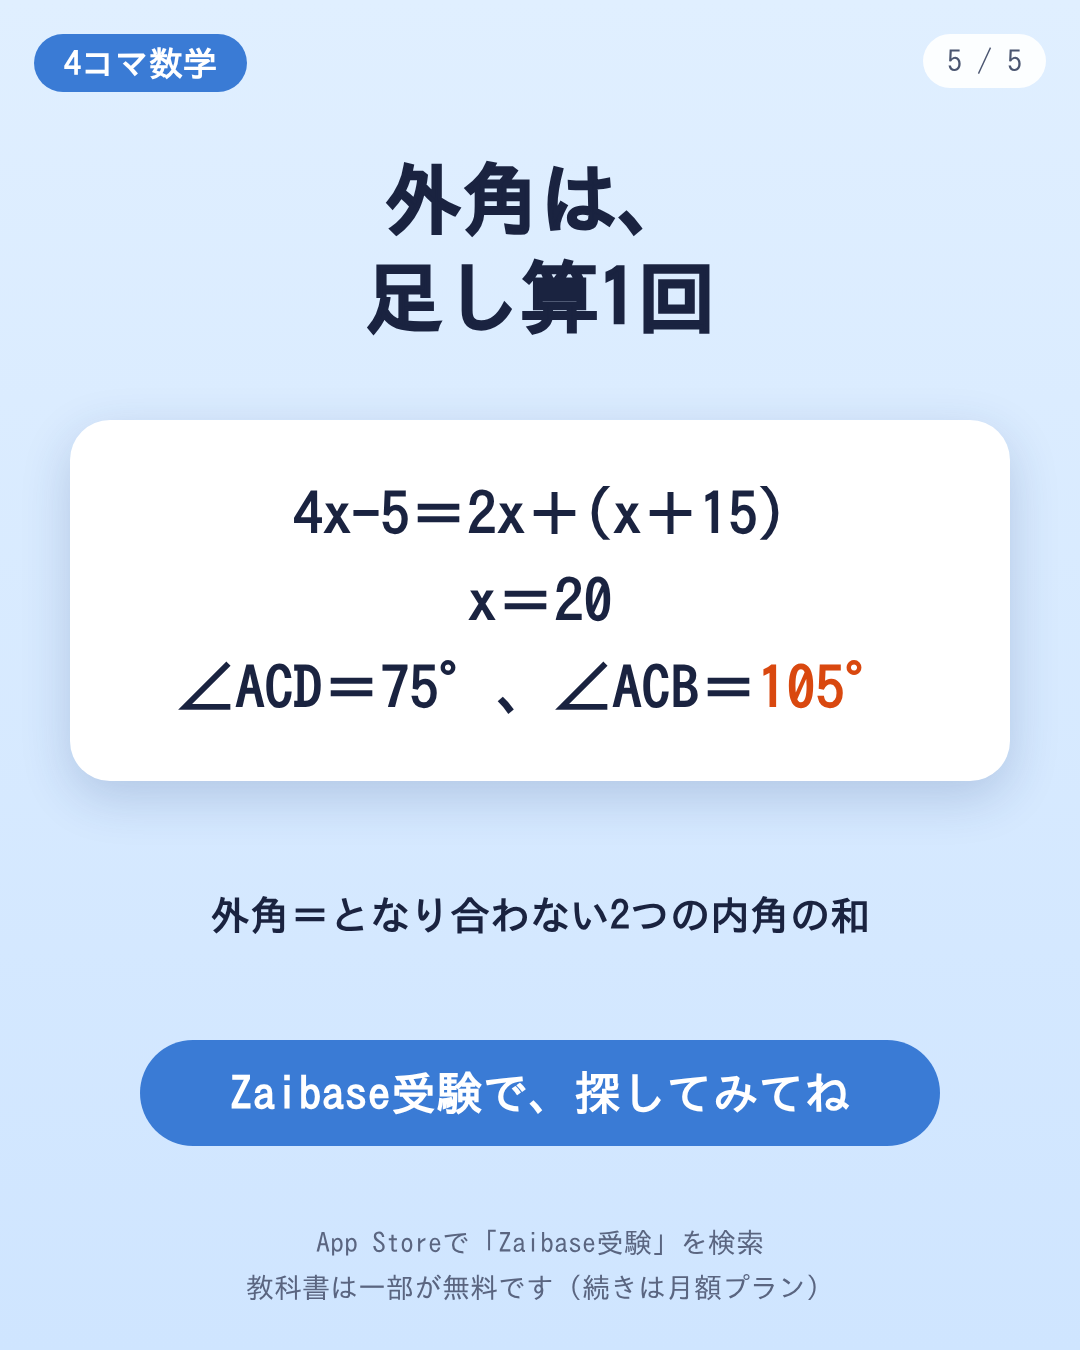 4コマ数学
5 / 5
外角は、
足し算1回
4x−5＝2x＋(x＋15)
x＝20
∠ACD＝75°、∠ACB＝105°
外角＝となり合わない2つの内角の和
Zaibase受験で、探してみてね
App Storeで「Zaibase受験」を検索
教科書は一部が無料です（続きは月額プラン）